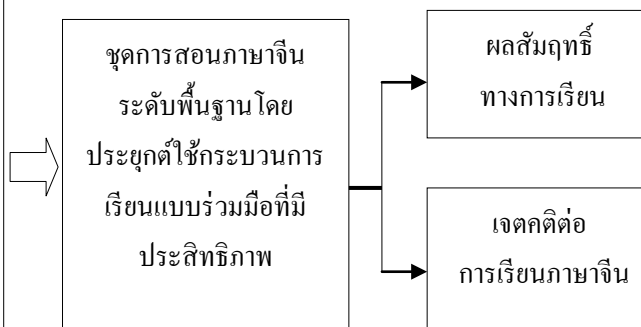 ชุดการสอนภาษาจีน
ระดับพื้นฐานโดย
ประยุกต์ใช้กระบวนการ
เรียนแบบร่วมมือที่มี
ประสิทธิภาพ
ผลสัมฤทธิ์
ทางการเรียน
เจตคติต่อ
การเรียนภาษาจีน